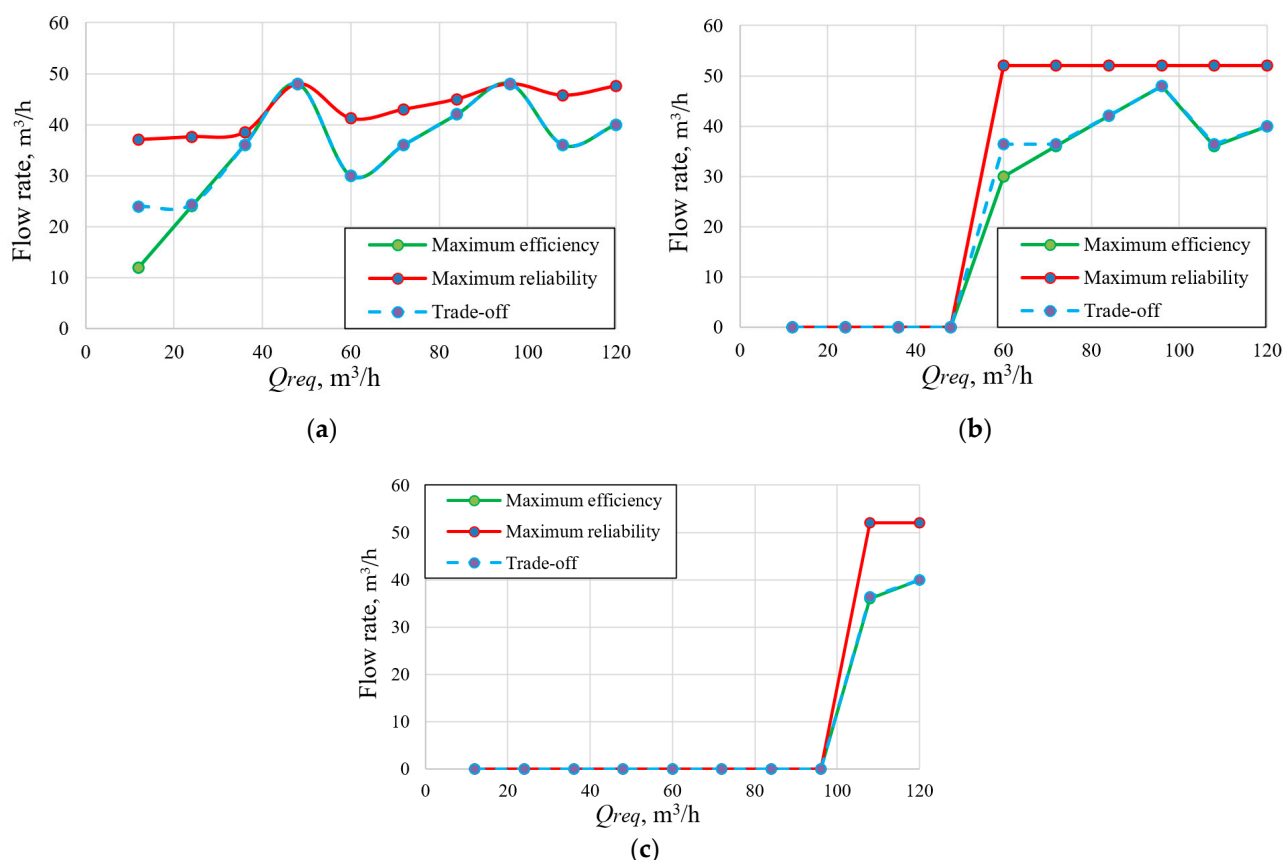 60
50
40
30
20
10
0
Flow rate, m³/h
Maximum efficiency
Maximum reliability
Trade-off
0 20 40 60 80 100 120
Qreq, m³/h
(a)
60
50
40
30
20
10
0
Flow rate, m³/h
Maximum efficiency
Maximum reliability
Trade-off
0 20 40 60 80 100 120
Qreq, m³/h
(b)
60
50
40
30
20
10
0
Flow rate, m³/h
Maximum efficiency
Maximum reliability
Trade-off
0 20 40 60 80 100 120
Qreq, m³/h
(c)